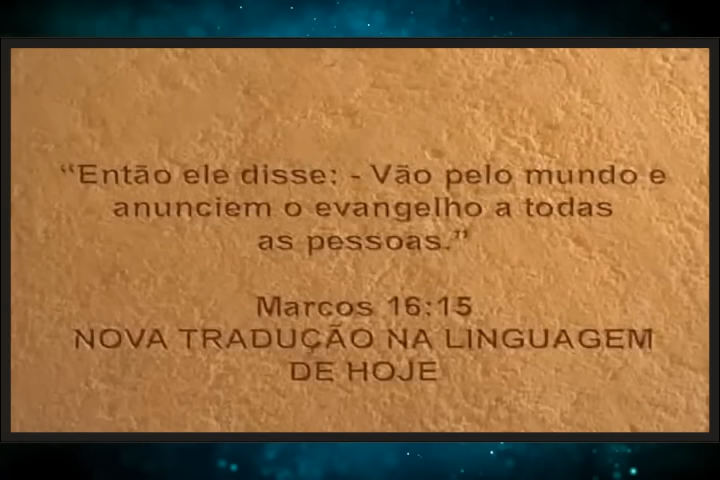 “Então ele disse: - Vão pelo mundo e
anunciem o evangelho a todas
as pessoas.”
Marcos 16:15
NOVA TRADUÇÃO NA LINGUAGEM
DE HOJE